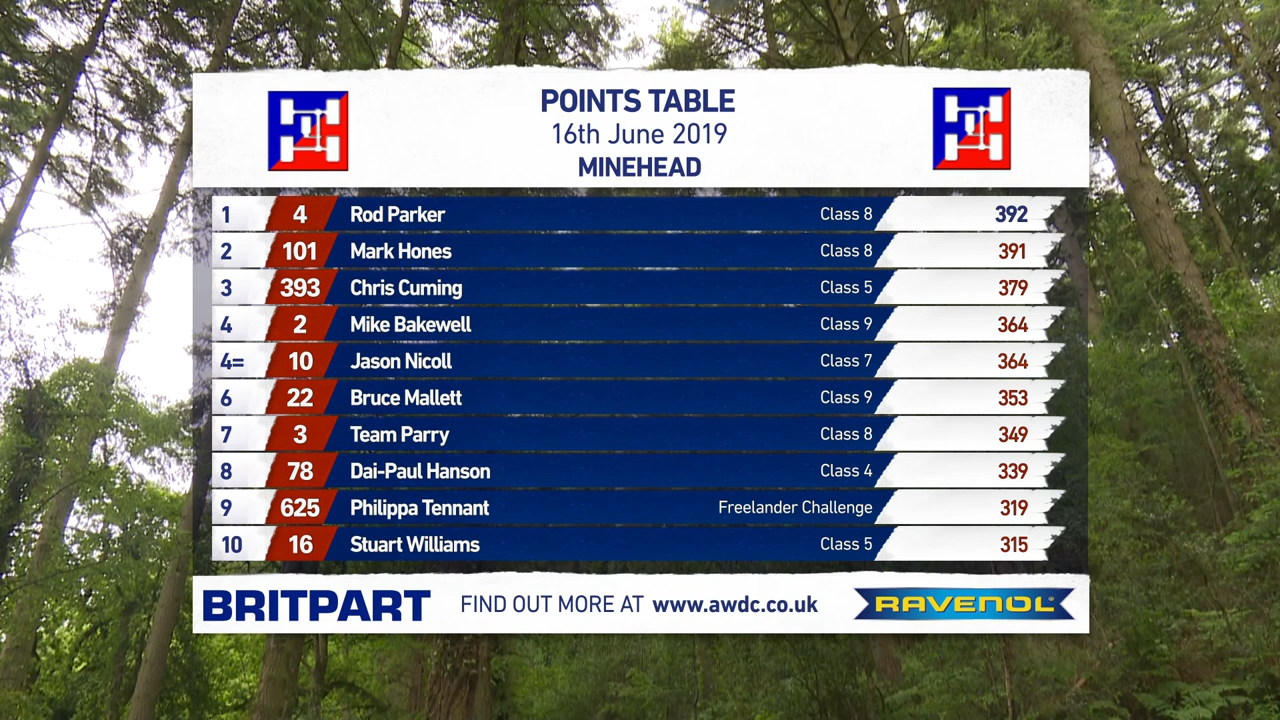 POINTS TABLE
16th June 2019
MINEHEAD
1 4 Rod Parker Class 8 392
2 101 Mark Hones Class 8 391
3 393 Chris Cuming Class 5 379
4 2 Mike Bakewell Class 9 364
4= 10 Jason Nicoll Class 7 364
6 22 Bruce Mallett Class 9 353
7 3 Team Parry Class 8 349
8 78 Dai-Paul Hanson Class 4 339
9 625 Philippa Tennant Freelander Challenge 319
10 16 Stuart Williams Class 5 315
BRITPART FIND OUT MORE AT www.awdc.co.uk RAVENOL®